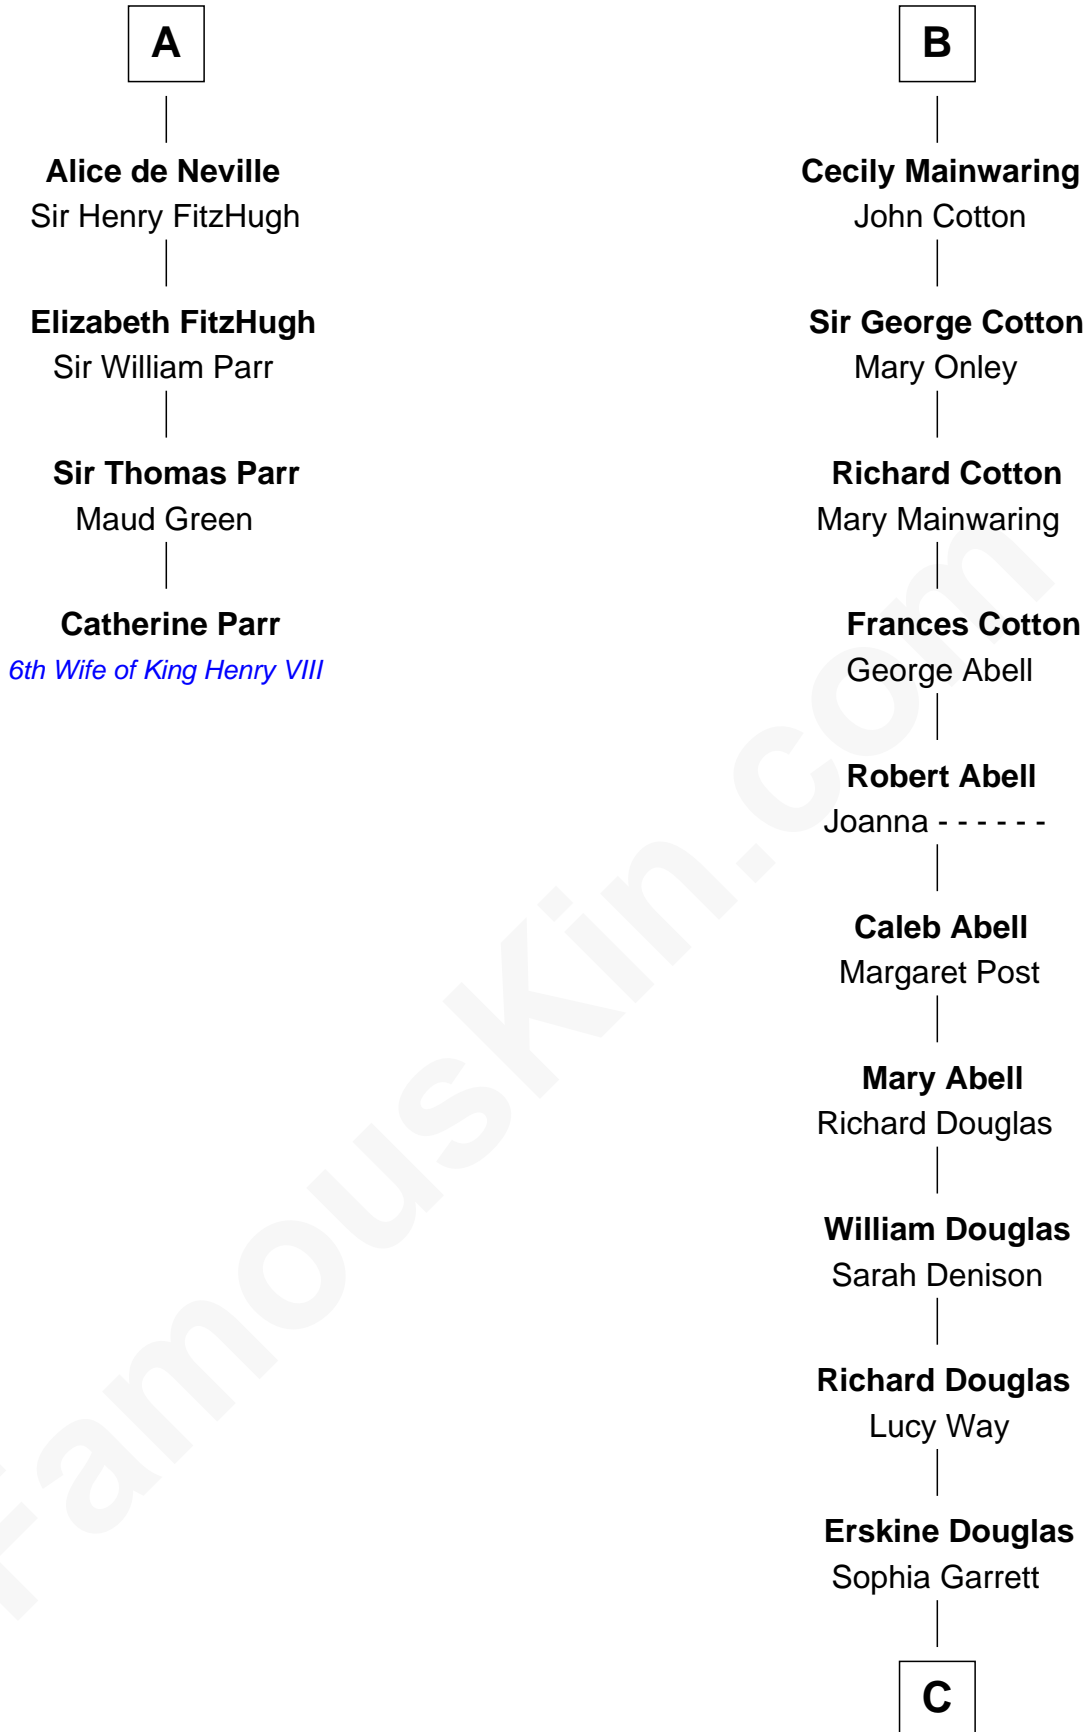 A
Alice de Neville
Sir Henry FitzHugh
Elizabeth FitzHugh
Sir William Parr
Sir Thomas Parr
Maud Green
Catherine Parr
6th Wife of King Henry VIII
B
Cecily Mainwaring
John Cotton
Sir George Cotton
Mary Onley
Richard Cotton
Mary Mainwaring
Frances Cotton
George Abell
Robert Abell
Joanna - - - - - -
Caleb Abell
Margaret Post
Mary Abell
Richard Douglas
William Douglas
Sarah Denison
Richard Douglas
Lucy Way
Erskine Douglas
Sophia Garrett
C
FamousKin.com